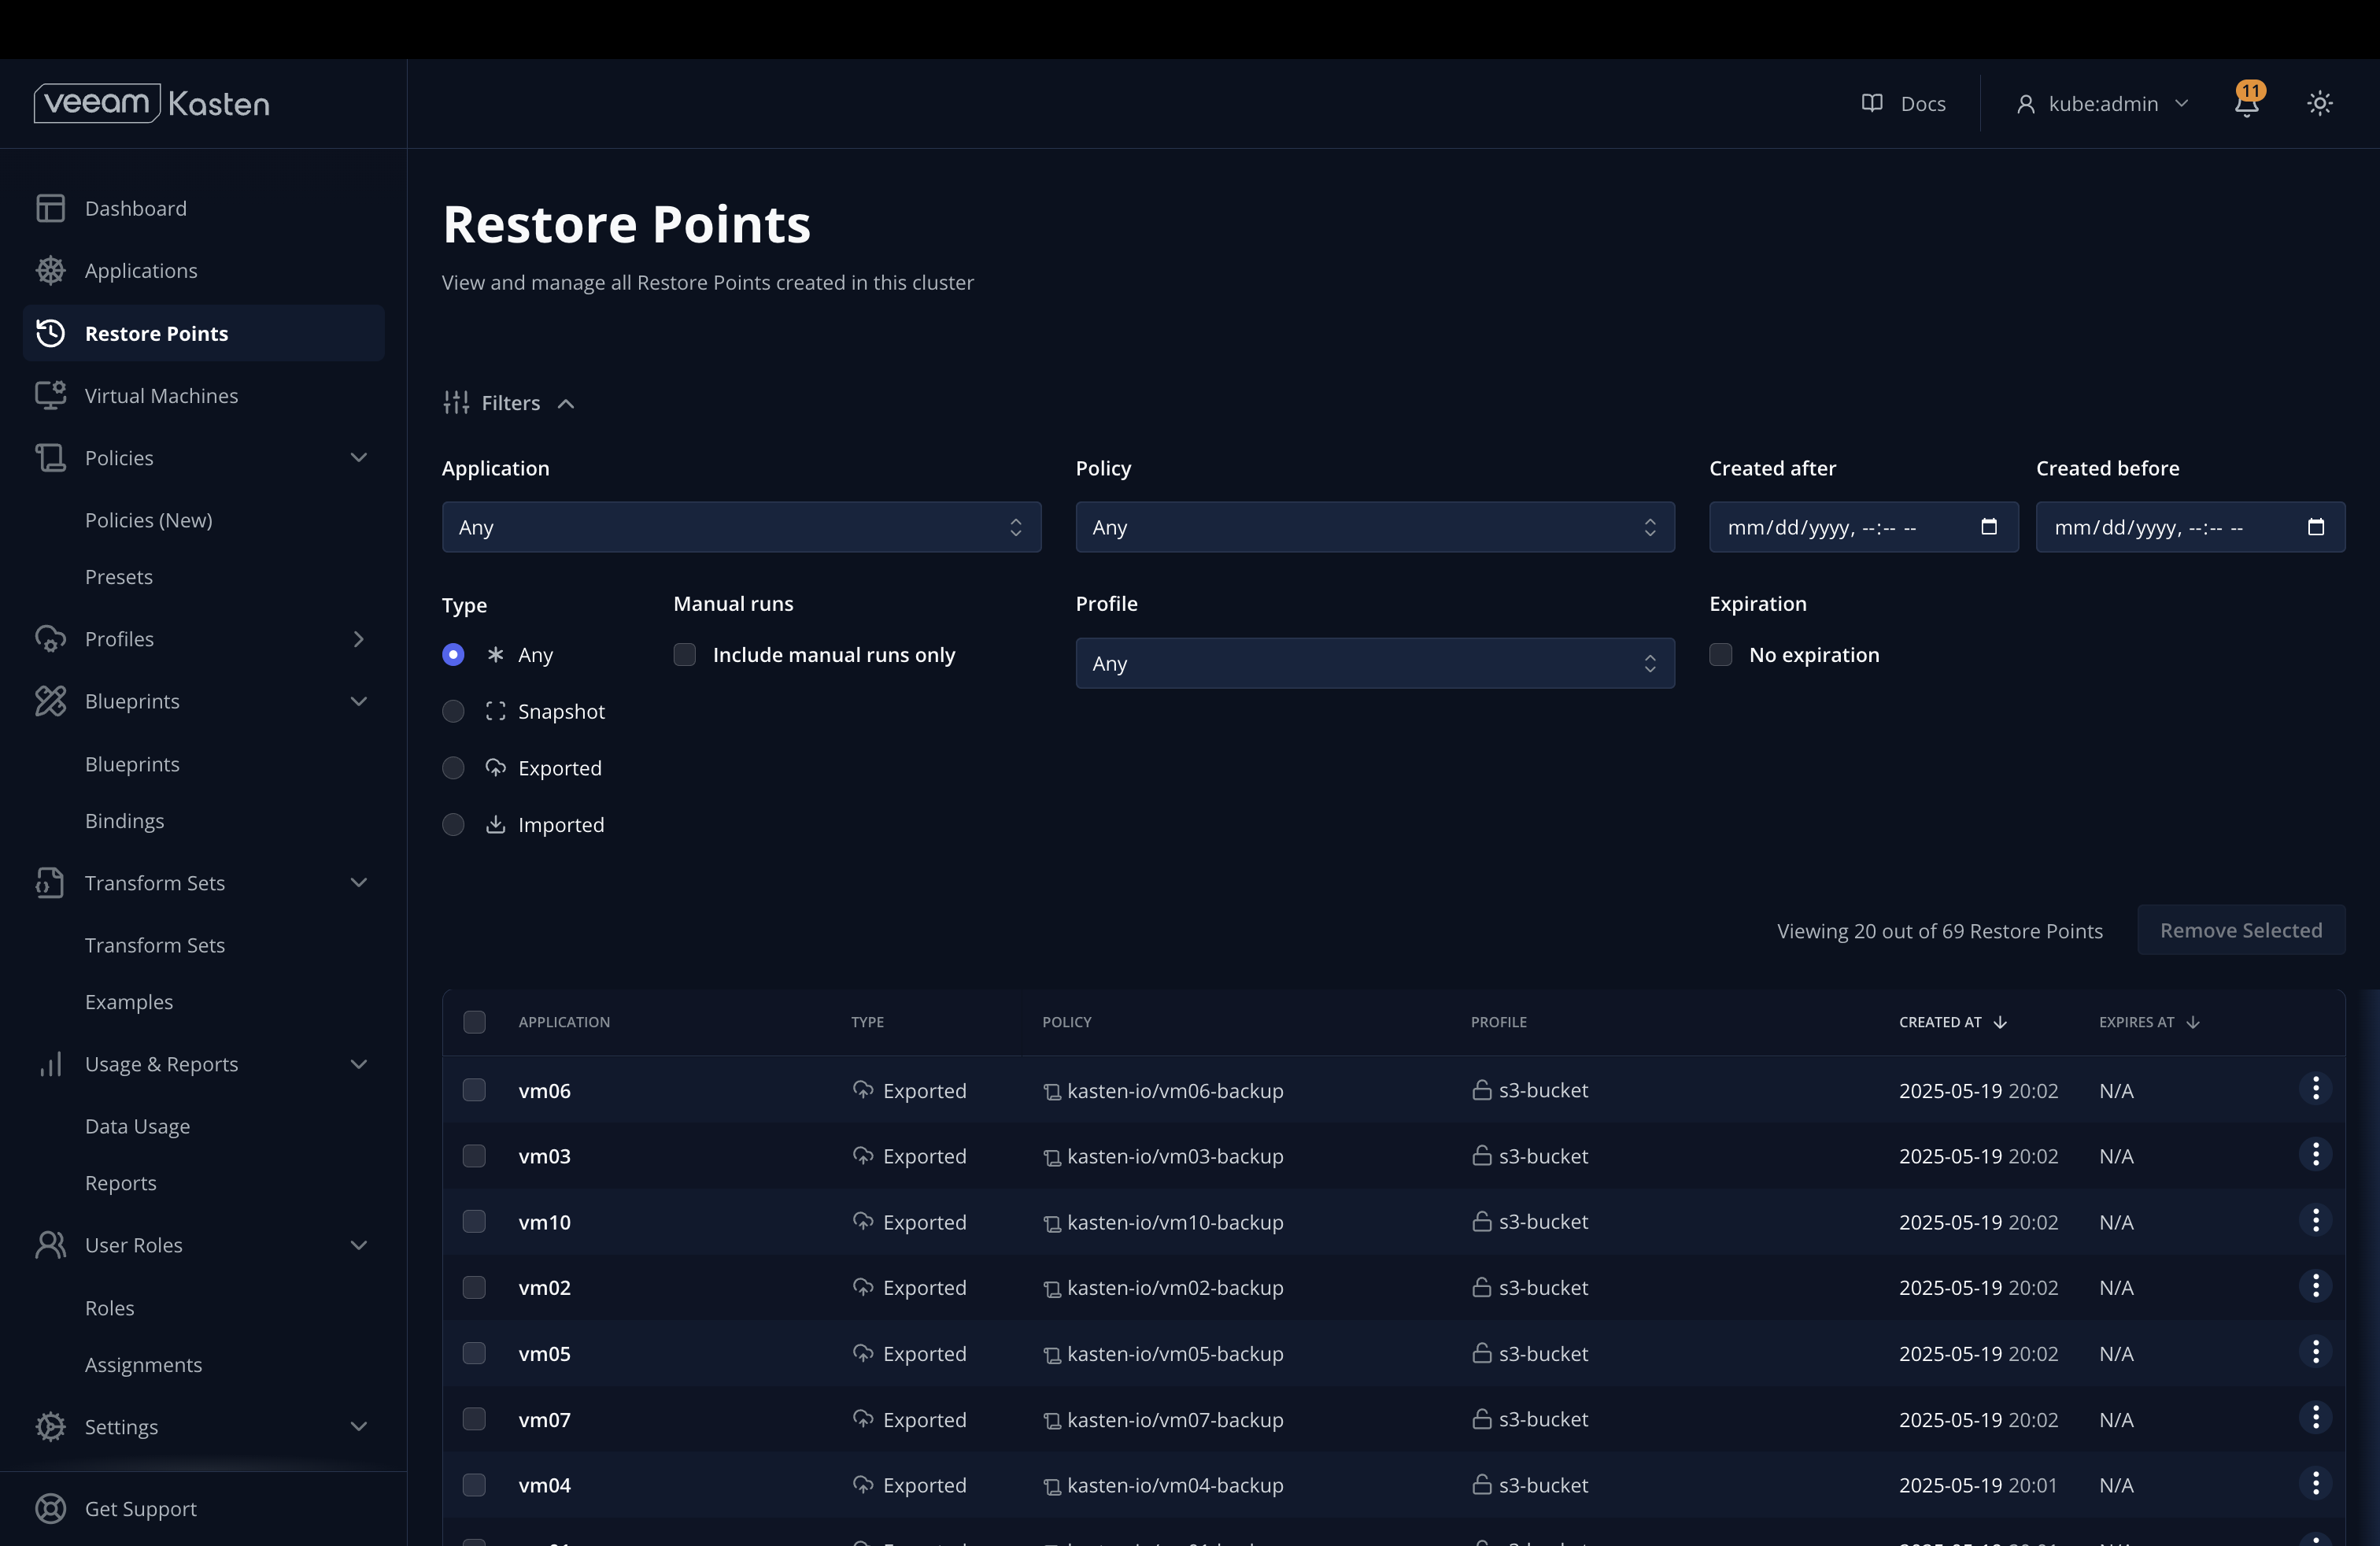 veeam Kasten
Docs
kube:admin
11
Dashboard
Applications
Restore Points
Virtual Machines
Policies
Policies (New)
Presets
Profiles
Blueprints
Blueprints
Bindings
Transform Sets
Transform Sets
Examples
Usage & Reports
Data Usage
Reports
User Roles
Roles
Assignments
Settings
Get Support
Restore Points
View and manage all Restore Points created in this cluster
Filters
Application
Any
Policy
Any
Created after
mm/dd/yyyy, --:-- --
Created before
mm/dd/yyyy, --:-- --
Type
Any
Snapshot
Exported
Imported
Manual runs
Include manual runs only
Profile
Any
Expiration
No expiration
Viewing 20 out of 69 Restore Points
Remove Selected
APPLICATION TYPE POLICY PROFILE CREATED AT EXPIRES AT
vm06 Exported kasten-io/vm06-backup s3-bucket 2025-05-19 20:02 N/A
vm03 Exported kasten-io/vm03-backup s3-bucket 2025-05-19 20:02 N/A
vm10 Exported kasten-io/vm10-backup s3-bucket 2025-05-19 20:02 N/A
vm02 Exported kasten-io/vm02-backup s3-bucket 2025-05-19 20:02 N/A
vm05 Exported kasten-io/vm05-backup s3-bucket 2025-05-19 20:02 N/A
vm07 Exported kasten-io/vm07-backup s3-bucket 2025-05-19 20:02 N/A
vm04 Exported kasten-io/vm04-backup s3-bucket 2025-05-19 20:01 N/A